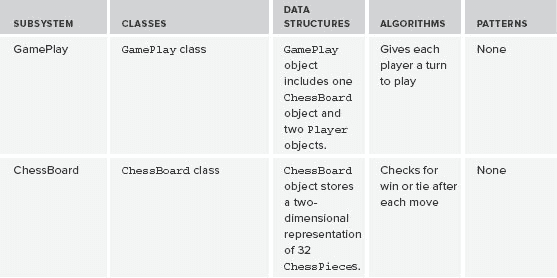 SUBSYSTEM CLASSES DATA STRUCTURES ALGORITHMS PATTERNS
GamePlay
GamePlay class
GamePlay
object
includes one
ChessBoard
object and
two Player
objects.
Gives each
player a turn
to play
None
ChessBoard
ChessBoard class
ChessBoard
object stores
a two-
dimensional
representation
of 32
ChessPieces.
Checks for
win or tie after
each move
None